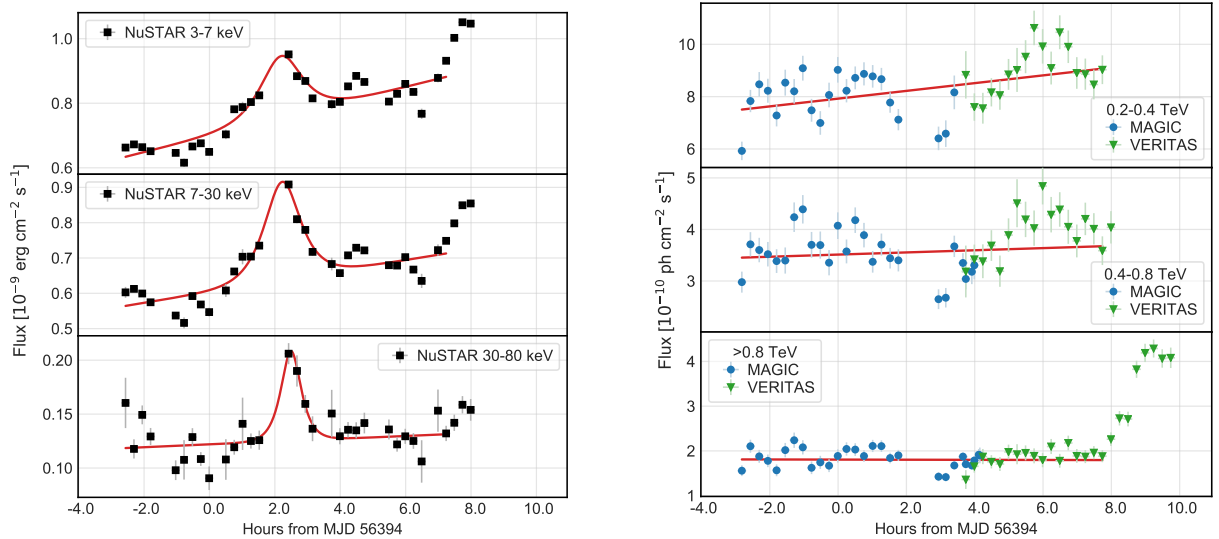 NuSTAR 3-7 keV
1.0
0.8
0.6
NuSTAR 7-30 keV
0.9
0.8
0.7
0.6
0.5
Flux [10⁻⁹ erg cm⁻² s⁻¹]
NuSTAR 30-80 keV
0.20
0.15
0.10
-4.0 -2.0 0.0 2.0 4.0 6.0 8.0 10.0
Hours from MJD 56394
10
8
6
0.2-0.4 TeV
MAGIC
VERITAS
5
4
3
0.4-0.8 TeV
MAGIC
VERITAS
Flux [10⁻¹⁰ ph cm⁻² s⁻¹]
>0.8 TeV
MAGIC
VERITAS
4
3
2
1
-4.0 -2.0 0.0 2.0 4.0 6.0 8.0 10.0
Hours from MJD 56394